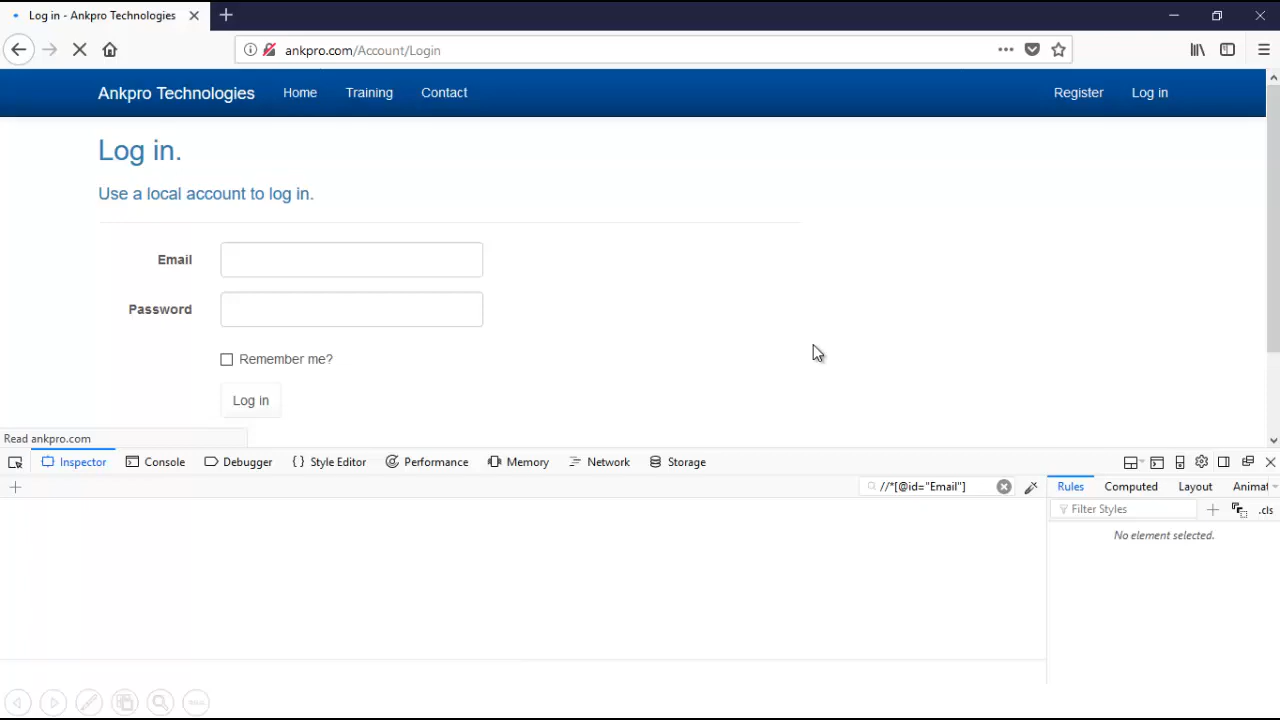 Log in - Ankpro Technologies
ankpro.com/Account/Login
Ankpro Technologies Home Training Contact Register Log in
Log in.
Use a local account to log in.
Email
Password
Remember me?
Log in
Read ankpro.com
Inspector Console Debugger { } Style Editor Performance Memory Network Storage
//*[@id="Email"] Rules Computed Layout Animat
Filter Styles .cls
No element selected.